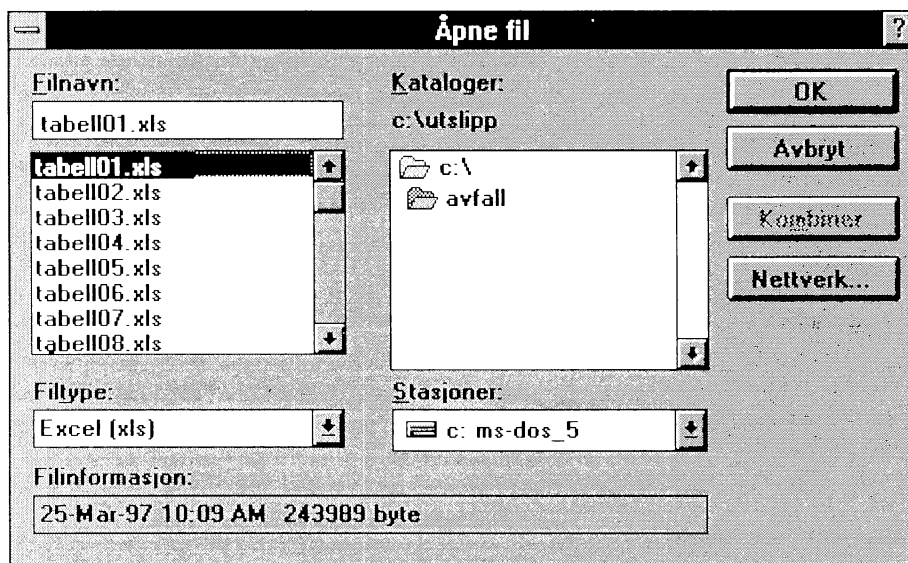 Åpne fil
?
Filnavn:
tabell01.xls
tabell01.xls
tabell02.xls
tabell03.xls
tabell04.xls
tabell05.xls
tabell06.xls
tabell07.xls
tabell08.xls
Filtype:
Excel (xls)
Kataloger:
c:\utslipp
c:\
avfall
Stasjoner:
c: ms-dos_5
OK
Avbryt
Kombiner
Nettverk...
Filinformasjon:
25-Mar-97 10:09 AM 243989 byte